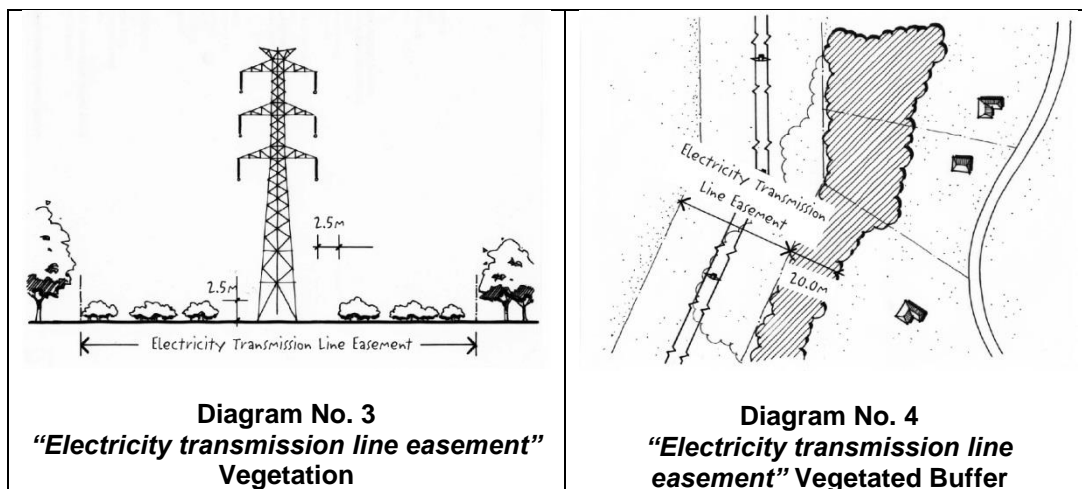 2.5M
2.5M
Electricity Transmission Line Easement
Diagram No. 3
“Electricity transmission line easement”
Vegetation
Electricity Transmission
Line Easement
20.0M
Diagram No. 4
“Electricity transmission line
easement” Vegetated Buffer